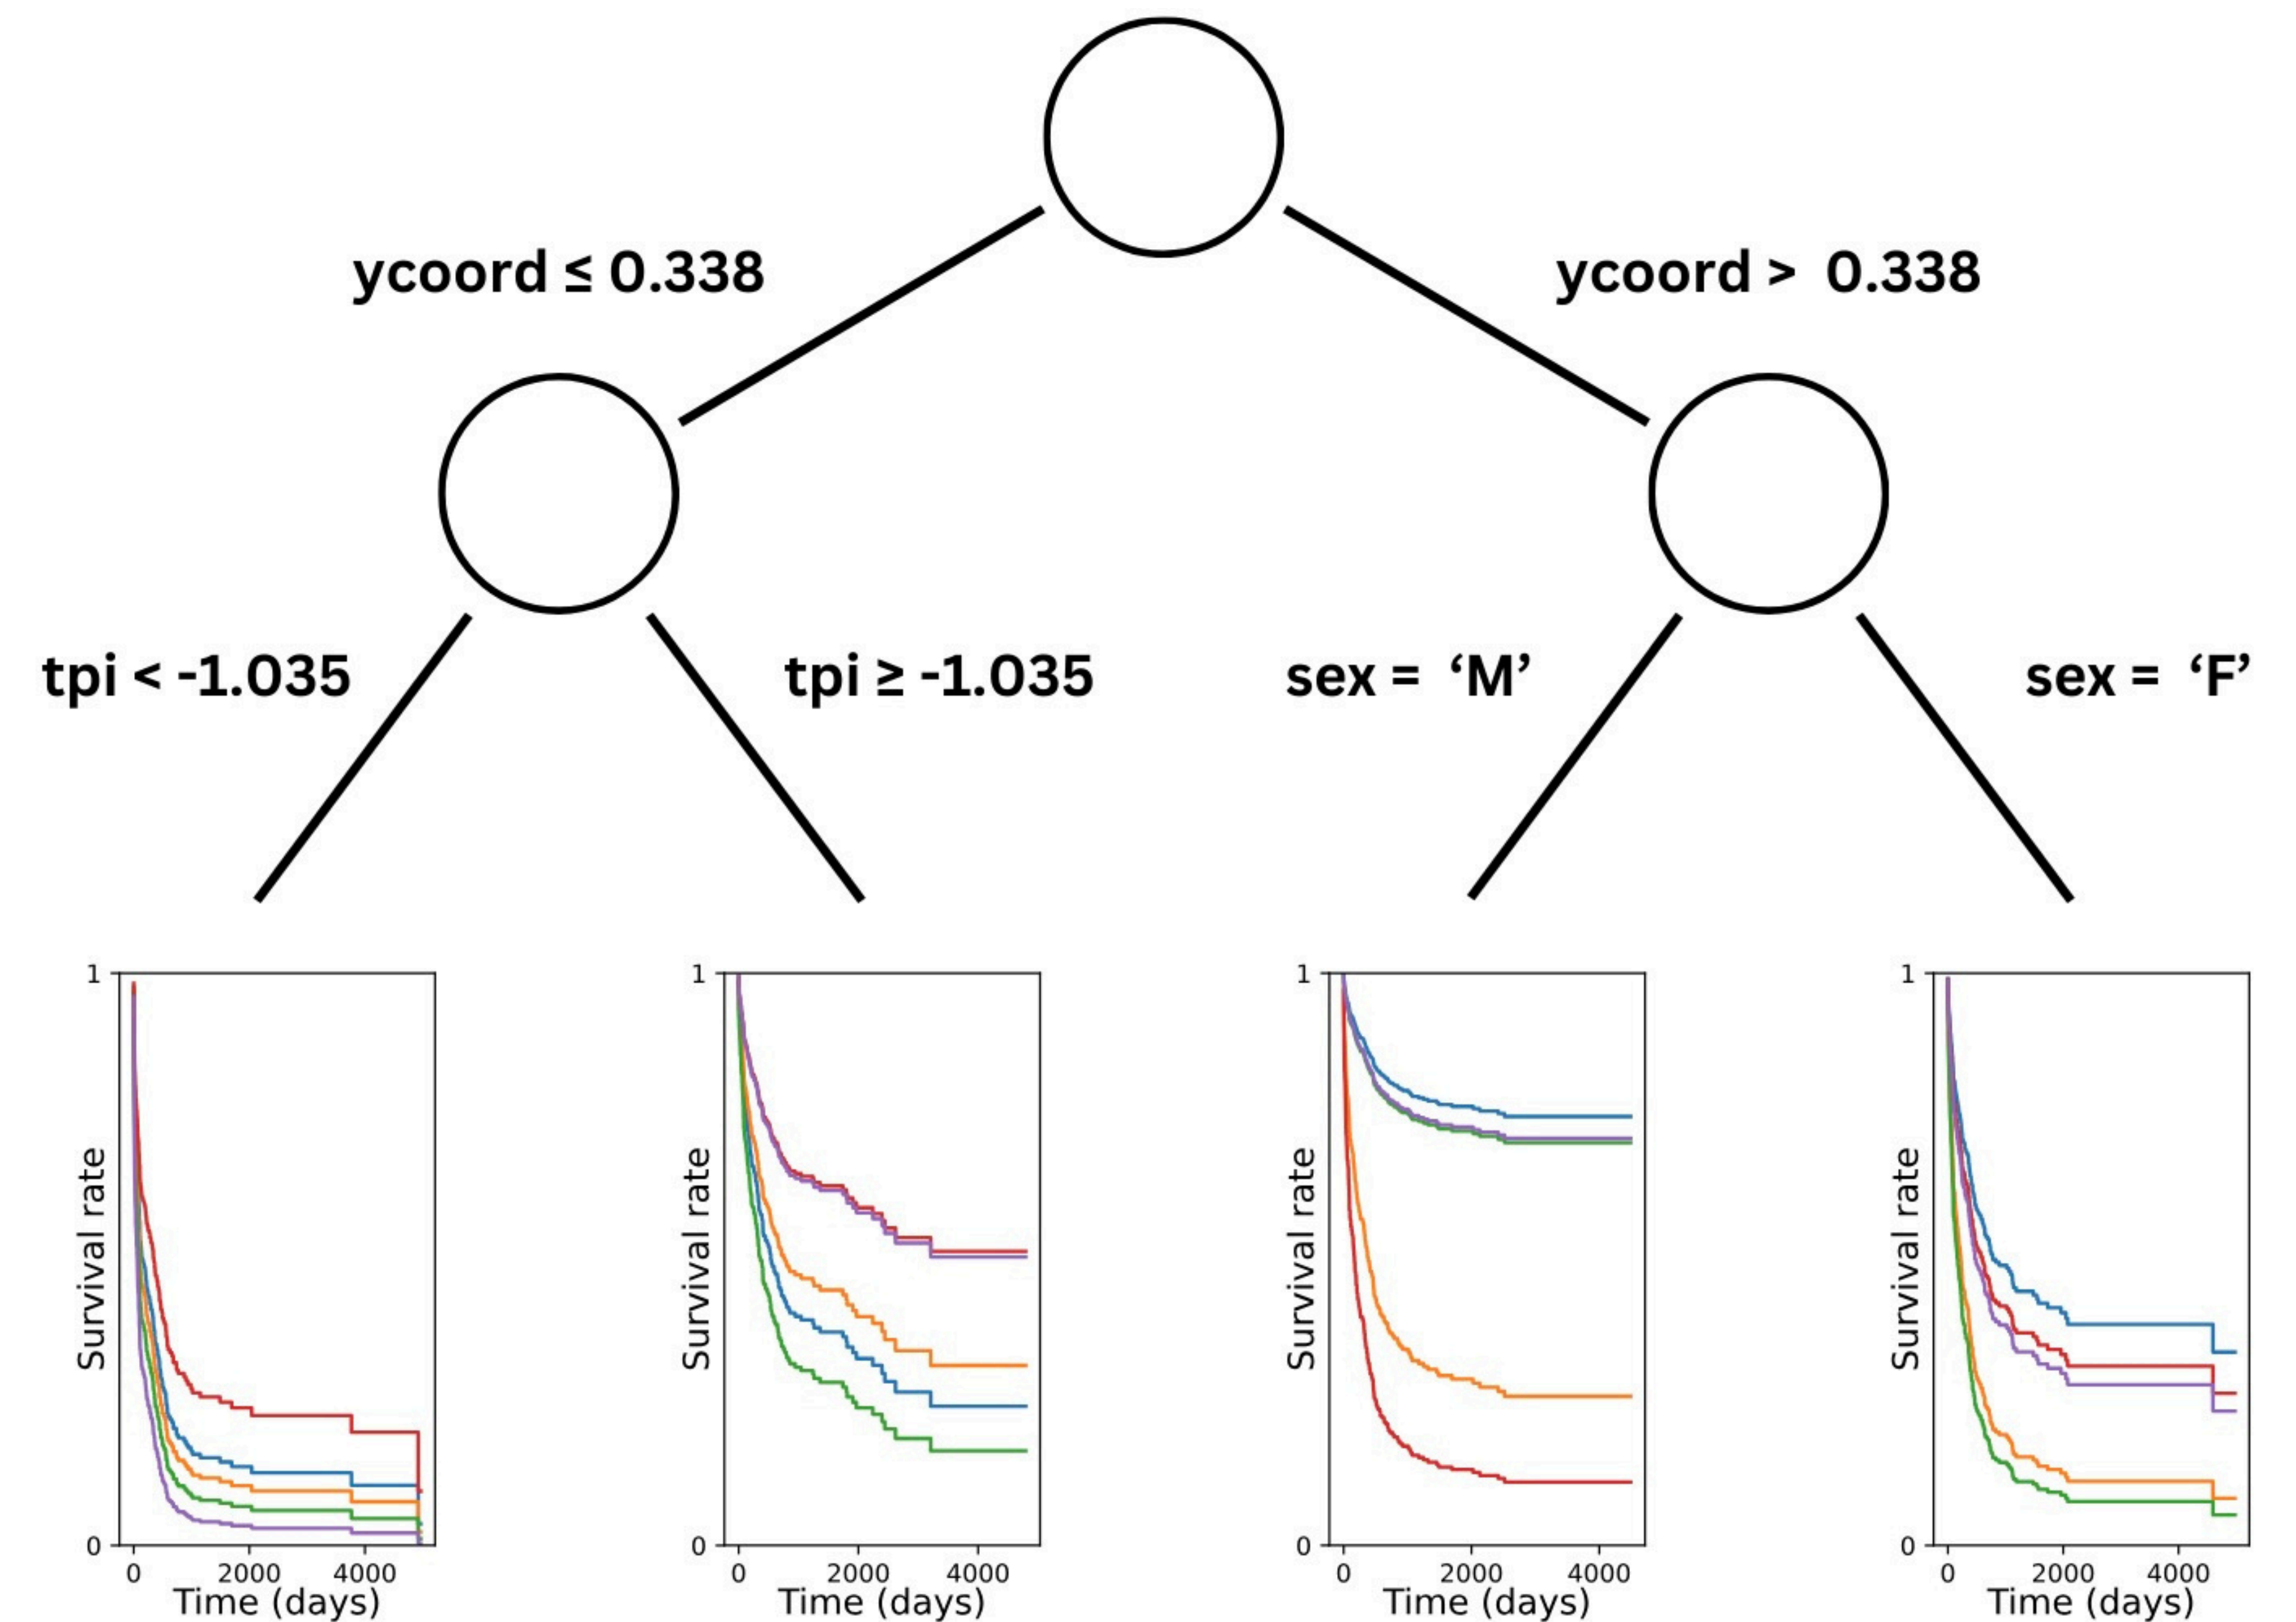 ycoord ≤ 0.338
ycoord > 0.338
tpi < -1.035
tpi ≥ -1.035
sex = ‘M’
sex = ‘F’
1
Survival rate
0
0 2000 4000
Time (days)
1
Survival rate
0
0 2000 4000
Time (days)
1
Survival rate
0
0 2000 4000
Time (days)
1
Survival rate
0
0 2000 4000
Time (days)